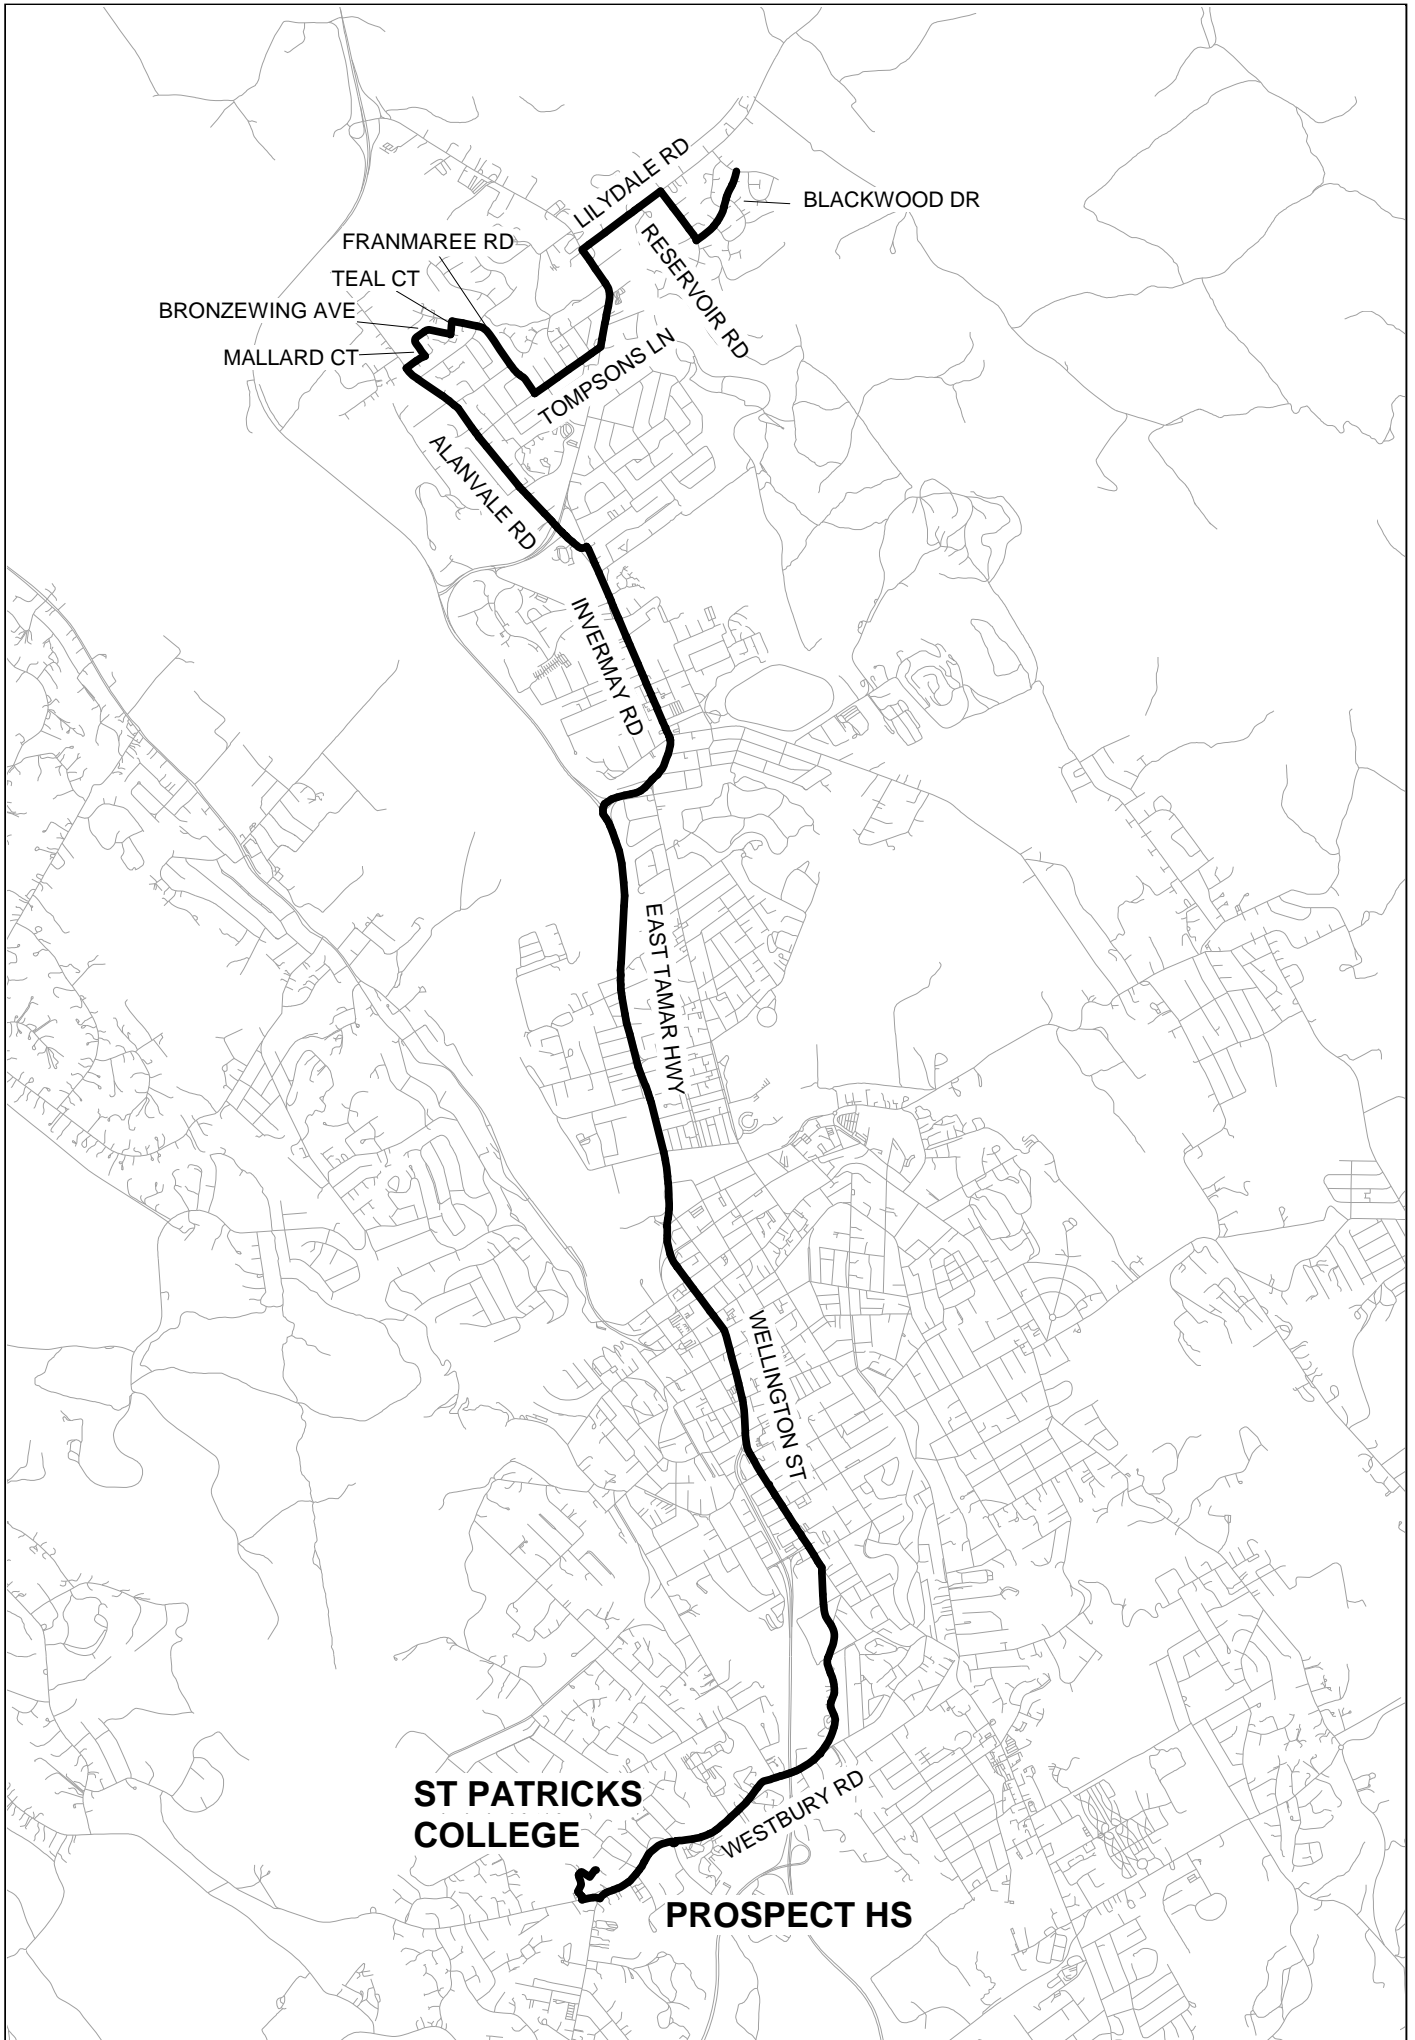 LILYDALE RD
BLACKWOOD DR
FRANMAREE RD
RESERVOIR RD
TEAL CT
BRONZEWING AVE
MALLARD CT
TOMPSONS LN
ALANVALE RD
INVERMAY RD
EAST TAMAR HWY
WELLINGTON ST
ST PATRICKS
COLLEGE
WESTBURY RD
PROSPECT HS